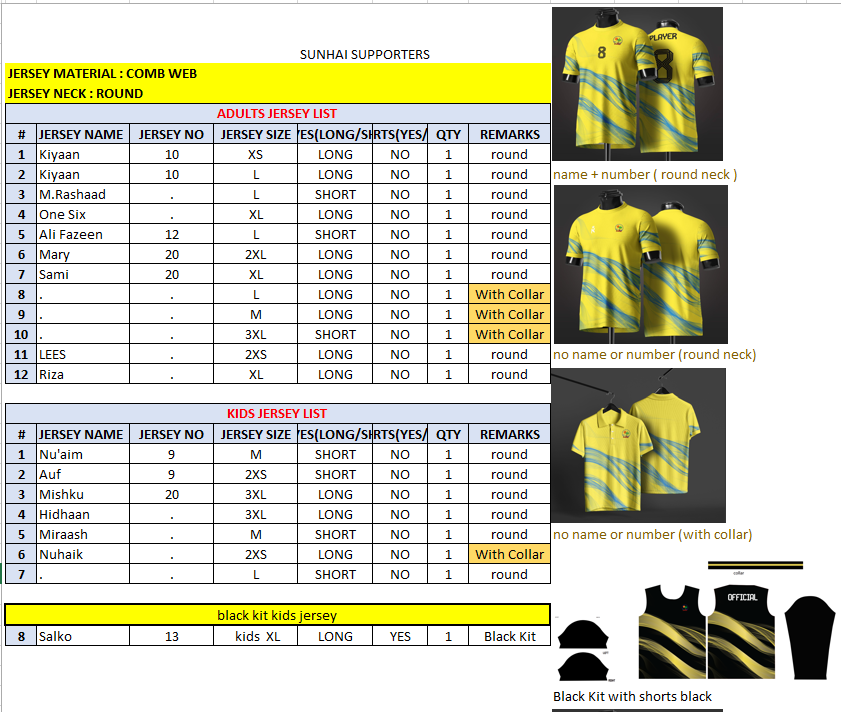 SUNHAI SUPPORTERS
JERSEY MATERIAL : COMB WEB
JERSEY NECK : ROUND
ADULTS JERSEY LIST
# JERSEY NAME JERSEY NO JERSEY SIZE QTY REMARKS
1 Kiyaan 10 XS LONG NO 1 round
2 Kiyaan 10 L LONG NO 1 round
3 M.Rashaad . L SHORT NO 1 round
4 One Six . XL LONG NO 1 round
5 Ali Fazeen 12 L SHORT NO 1 round
6 Mary 20 2XL LONG NO 1 round
7 Sami 20 XL LONG NO 1 round
8 . . L LONG NO 1 With Collar
9 . . M LONG NO 1 With Collar
10 . . 3XL SHORT NO 1 With Collar
11 LEES . 2XS LONG NO 1 round
12 Riza . XL LONG NO 1 round
KIDS JERSEY LIST
# JERSEY NAME JERSEY NO JERSEY SIZE QTY REMARKS
1 Nu'aim 9 M SHORT NO 1 round
2 Auf 9 2XS SHORT NO 1 round
3 Mishku 20 3XL LONG NO 1 round
4 Hidhaan . 3XL LONG NO 1 round
5 Miraash . M SHORT NO 1 round
6 Nuhaik . 2XS LONG NO 1 With Collar
7 . . L SHORT NO 1 round
black kit kids jersey
8 Salko 13 kids XL LONG YES 1 Black Kit
8
PLAYER
8
name + number ( round neck )
no name or number (round neck)
no name or number (with collar)
collar
OFFICIAL
Black Kit with shorts black